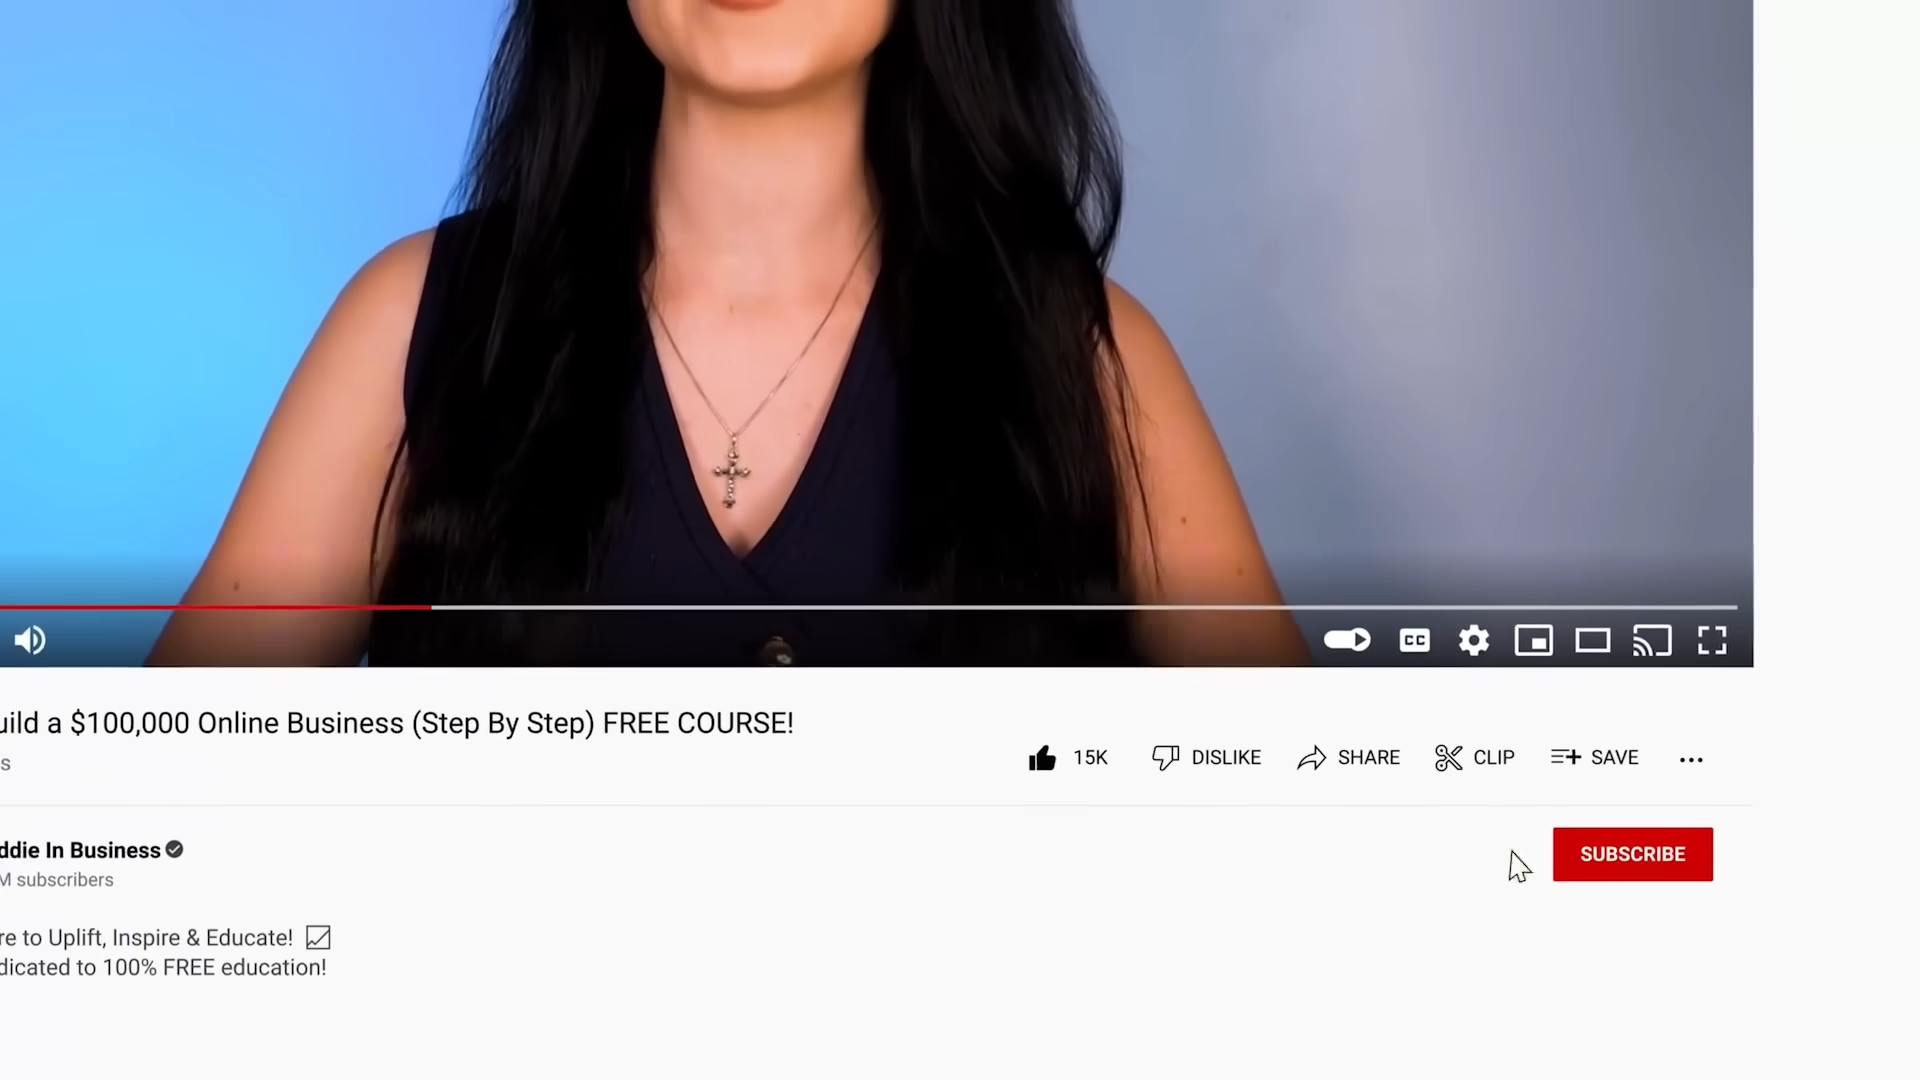 CC
uild a $100,000 Online Business (Step By Step) FREE COURSE!
s
15K DISLIKE SHARE CLIP SAVE
ddie In Business
M subscribers
SUBSCRIBE
re to Uplift, Inspire & Educate!
dicated to 100% FREE education!